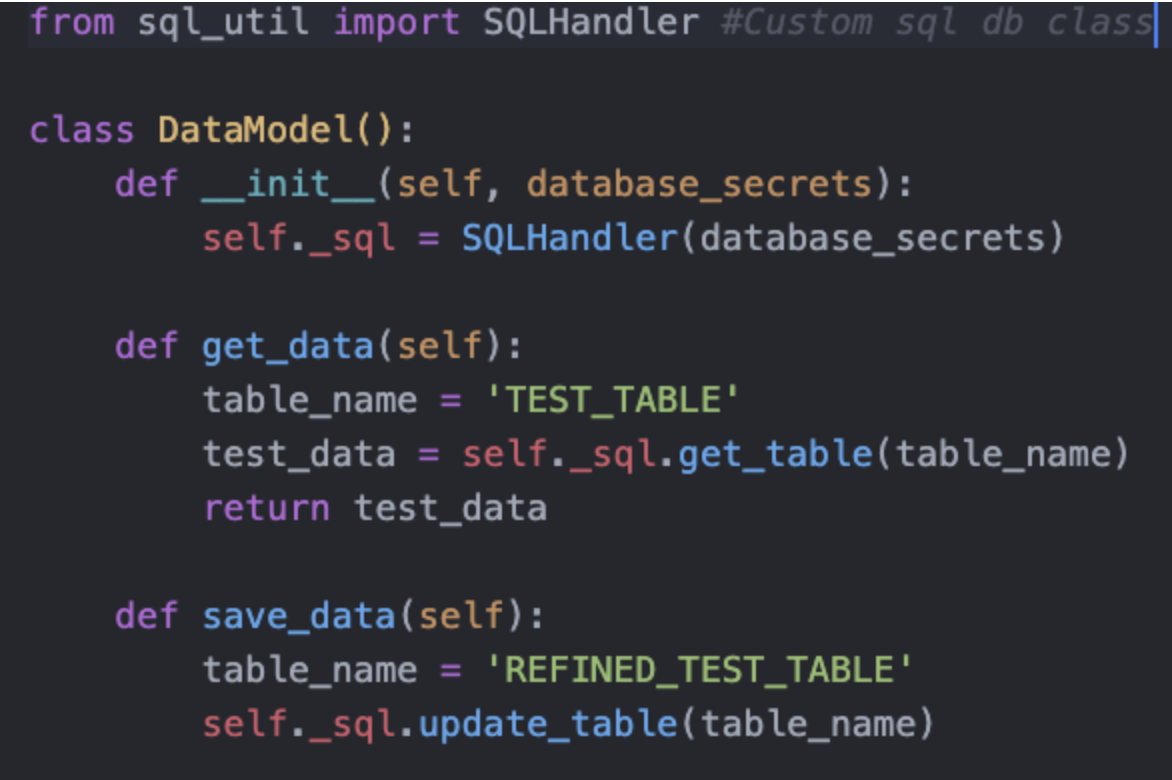 from sql_util import SQLHandler #Custom sql db class
class DataModel():
def __init__(self, database_secrets):
self._sql = SQLHandler(database_secrets)
def get_data(self):
table_name = 'TEST_TABLE'
test_data = self._sql.get_table(table_name)
return test_data
def save_data(self):
table_name = 'REFINED_TEST_TABLE'
self._sql.update_table(table_name)